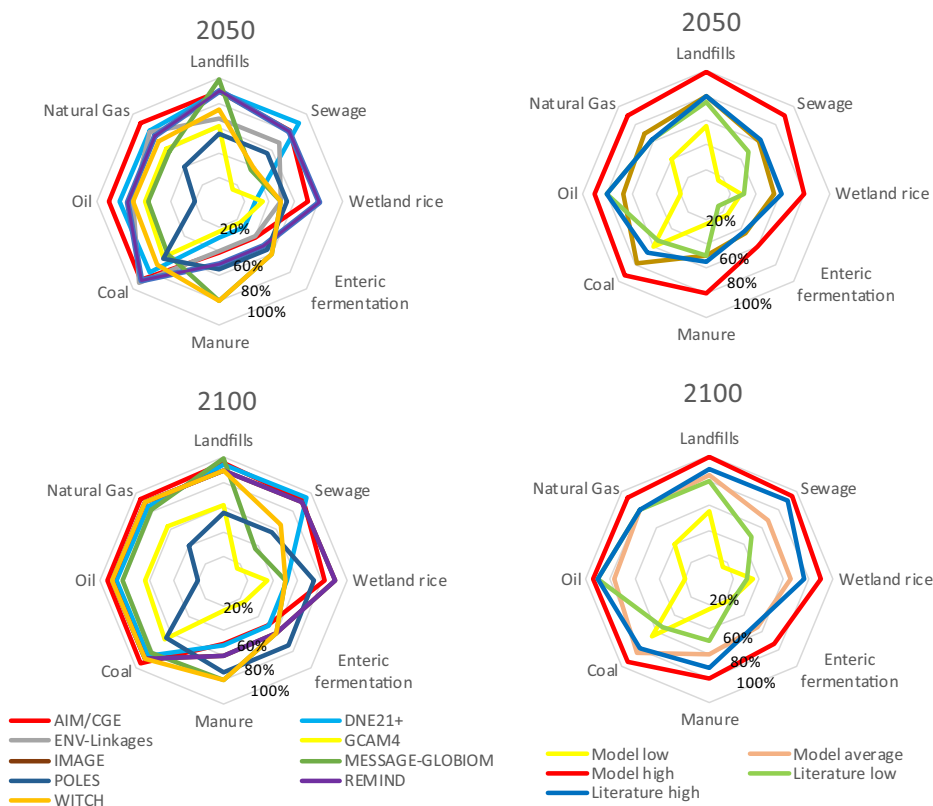 2050
Landfills
Natural Gas
Sewage
Oil
Wetland rice
20%
60%
80%
100%
Coal
Enteric
fermentation
Manure
2050
Landfills
Natural Gas
Sewage
Oil
Wetland rice
20%
60%
80%
100%
Coal
Enteric
fermentation
Manure
2100
Landfills
Natural Gas
Sewage
Oil
Wetland rice
20%
60%
80%
100%
Coal
Enteric
fermentation
Manure
2100
Landfills
Natural Gas
Sewage
Oil
Wetland rice
20%
60%
80%
100%
Coal
Enteric
fermentation
Manure
AIM/CGE
DNE21+
ENV-Linkages
GCAM4
IMAGE
MESSAGE-GLOBIOM
POLES
REMIND
WITCH
Model low
Model average
Model high
Literature low
Literature high